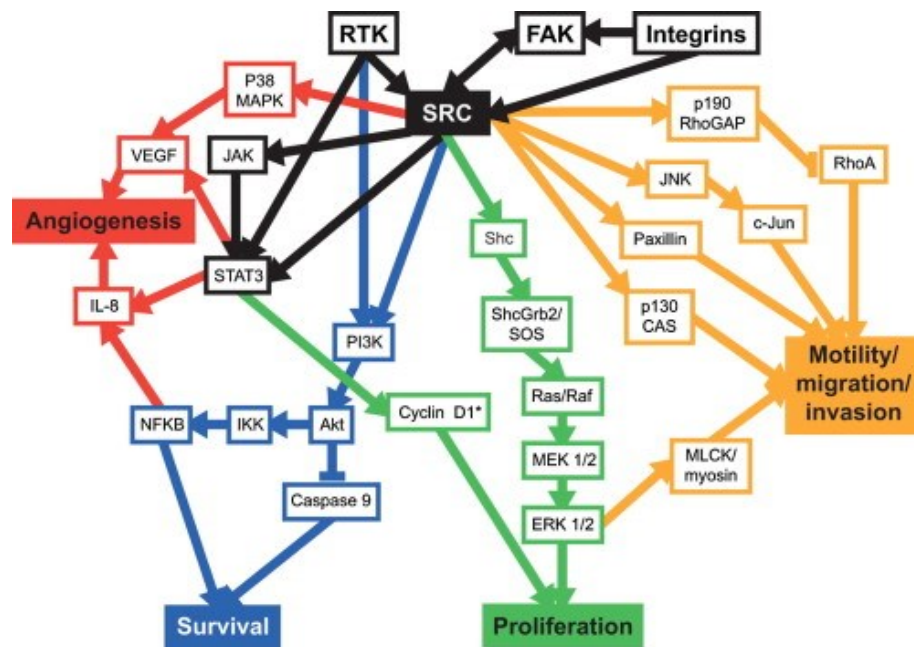 RTK
FAK
Integrins
P38
MAPK
SRC
p190
RhoGAP
VEGF
JAK
RhoA
JNK
Angiogenesis
Shc
Paxillin
c-Jun
STAT3
IL-8
ShcGrb2/
SOS
p130
CAS
PI3K
Motility/
migration/
invasion
Ras/Raf
NFKB
IKK
Akt
Cyclin D1*
MEK 1/2
MLCK/
myosin
Caspase 9
ERK 1/2
Survival
Proliferation